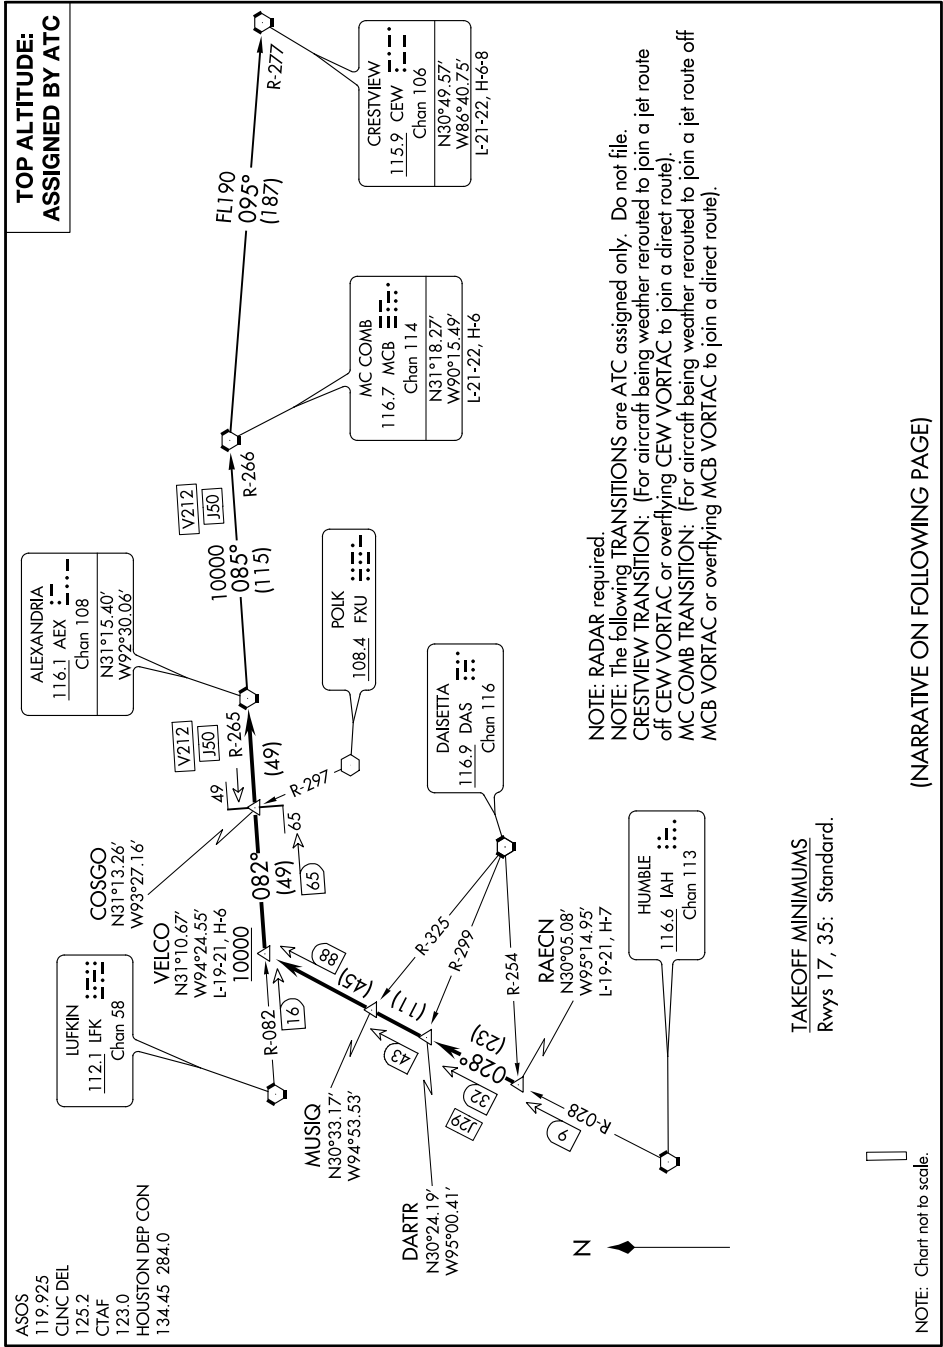 TOP ALTITUDE:
ASSIGNED BY ATC
ASOS
119.925
CLNC DEL
125.2
CTAF
123.0
HOUSTON DEP CON
134.45 284.0
LUFKIN
112.1 LFK
Chan 58
ALEXANDRIA
116.1 AEX
Chan 108
N31°15.40'
W92°30.06'
CRESTVIEW
115.9 CEW
Chan 106
N30°49.57'
W86°40.75'
L-21-22, H-6-8
MC COMB
116.7 MCB
Chan 114
N31°18.27'
W90°15.49'
L-21-22, H-6
POLK
108.4 FXU
DAISETTA
116.9 DAS
Chan 116
HUMBLE
116.6 IAH
Chan 113
COSGO
N31°13.26'
W93°27.16'
VELCO
N31°10.67'
W94°24.55'
L-19-21, H-6
10000
MUSIQ
N30°33.17'
W94°53.53'
DARTR
N30°24.19'
W95°00.41'
RAECN
N30°05.08'
W95°14.95'
L-19-21, H-7
R-277
FL190
095°
(187)
V212
J50
R-266
10000
085°
(115)
V212
J50
R-265
49
(49)
R-297
65
65
082°
(49)
R-082
16
88
(45)
R-325
(11)
43
R-299
R-254
(23)
028°
32
J29
9
R-028
N
NOTE: RADAR required.
NOTE: The following TRANSITIONS are ATC assigned only. Do not file.
CRESTVIEW TRANSITION: (For aircraft being weather rerouted to join a jet route
off CEW VORTAC or overflying CEW VORTAC to join a direct route).
MC COMB TRANSITION: (For aircraft being weather rerouted to join a jet route off
MCB VORTAC or overflying MCB VORTAC to join a direct route).
TAKEOFF MINIMUMS
Rwys 17, 35: Standard.
(NARRATIVE ON FOLLOWING PAGE)
NOTE: Chart not to scale.